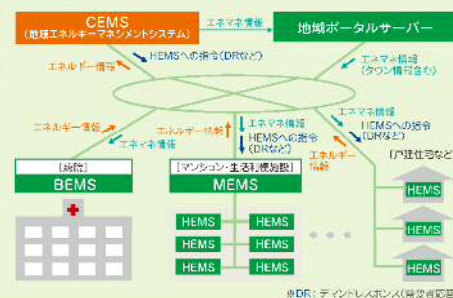 CEMS
(地域エネルギーマネジメントシステム)
エネマネ情報
地域ポータルサーバー
HEMSへの指令(DRなど)
エネルギー情報
エネマネ情報
(タウン情報含む)
エネルギー情報
エネマネ情報
エネルギー情報
エネマネ情報
HEMSへの指令
(DRなど)
エネマネ情報
HEMSへの指令
(DRなど)
エネルギー
情報
[病院]
BEMS
[マンション・生活利便施設]
MEMS
[戸建住宅など
HEMS
HEMS
HEMS
HEMS
HEMS
HEMS
HEMS
HEMS
HEMS
※DR:デマンドレスポンス(需要者応答